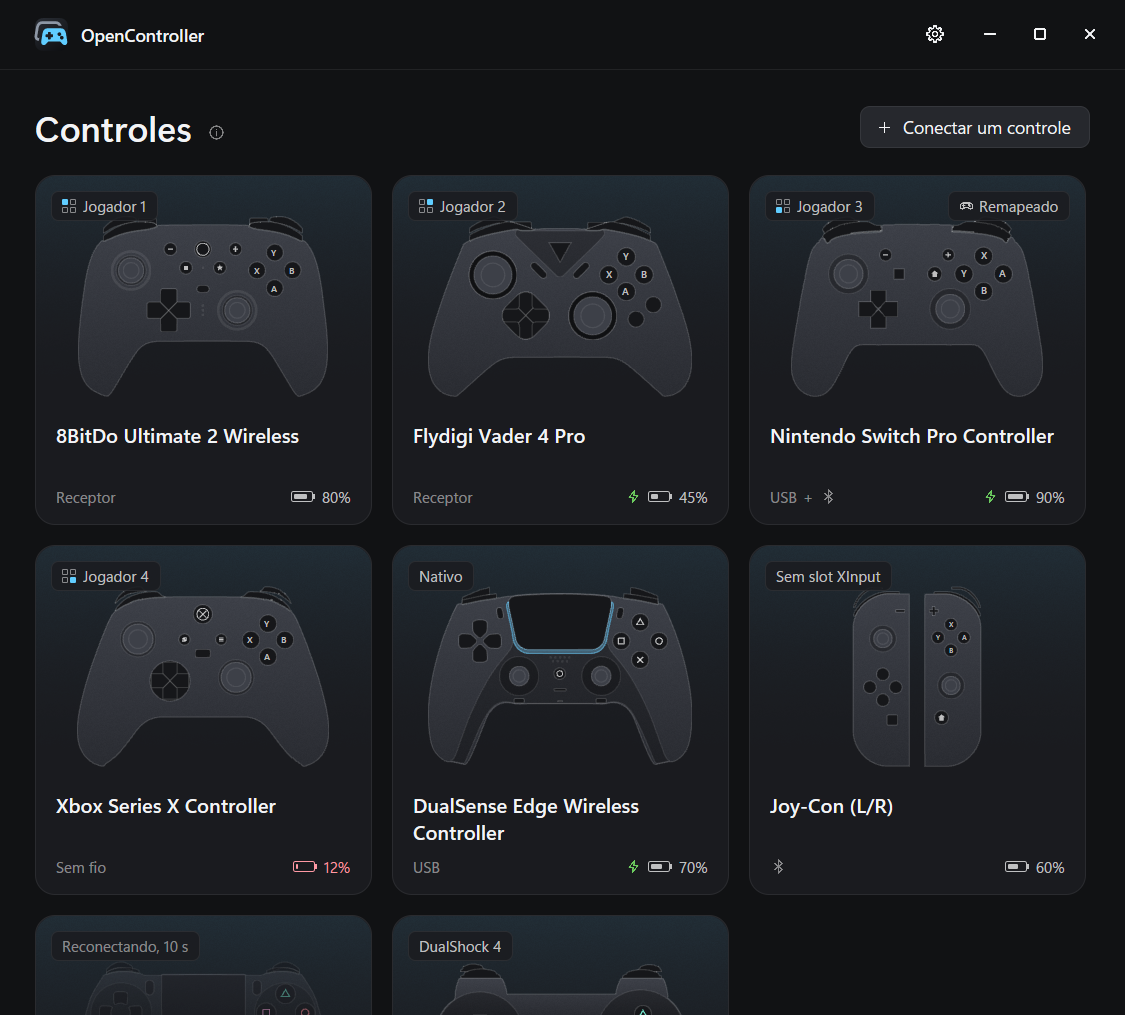 OpenController
Controles
Conectar um controle
Jogador 1
Jogador 2
Jogador 3
Remapeado
Y
X
B
A
Y
X
B
A
X
Y
A
B
8BitDo Ultimate 2 Wireless
Flydigi Vader 4 Pro
Nintendo Switch Pro Controller
Receptor
80%
Receptor
45%
USB +
90%
Jogador 4
Nativo
Sem slot XInput
Y
X
B
A
X
Y
A
B
Xbox Series X Controller
DualSense Edge Wireless
Controller
Joy-Con (L/R)
Sem fio
12%
USB
70%
60%
Reconectando, 10 s
DualShock 4